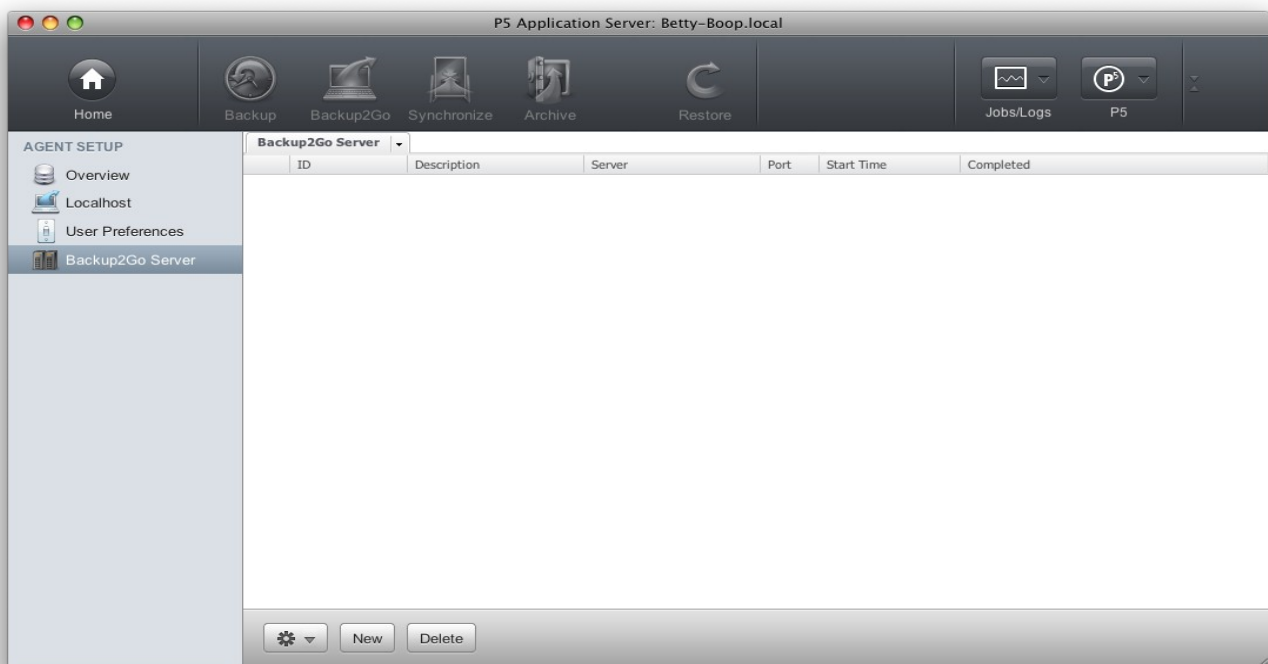 P5 Application Server: Betty-Boop.local
Home
Backup
Backup2Go
Synchronize
Archive
Restore
Jobs/Logs
P5
P5
AGENT SETUP
Overview
Localhost
User Preferences
Backup2Go Server
Backup2Go Server
ID Description Server Port Start Time Completed
New
Delete